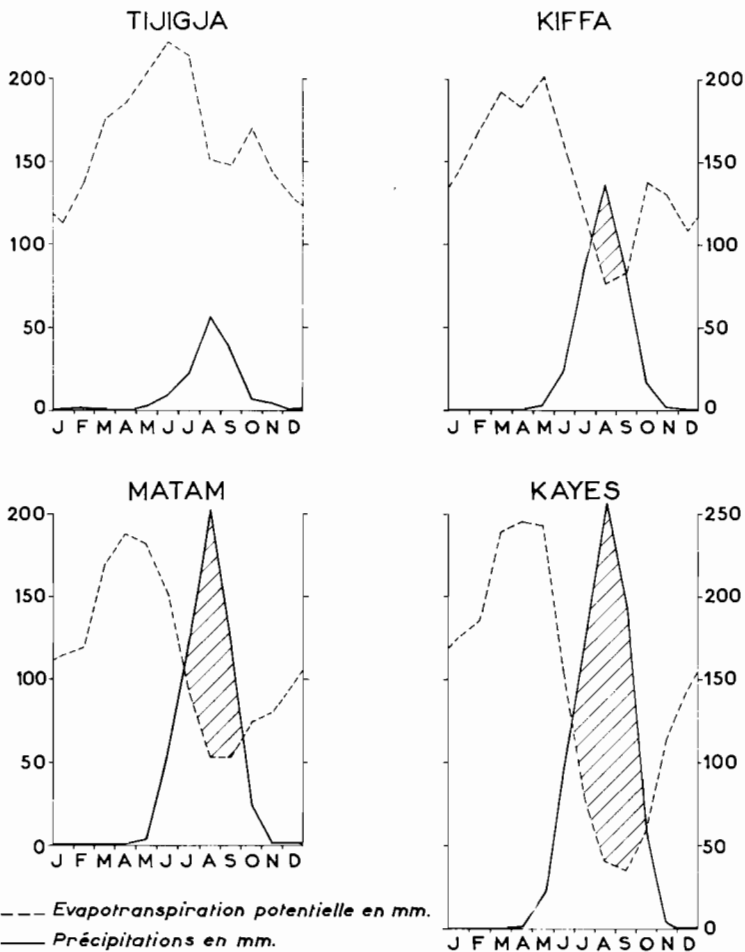 TIJIGJA
200
150
100
50
0
J F M A M J J A S O N D
KIFFA
200
150
100
50
0
J F M A M J J A S O N D
MATAM
200
150
100
50
0
J F M A M J J A S O N D
KAYES
250
200
150
100
50
0
J F M A M J J A S O N D
Evapotranspiration potentielle en mm.
Précipitations en mm.